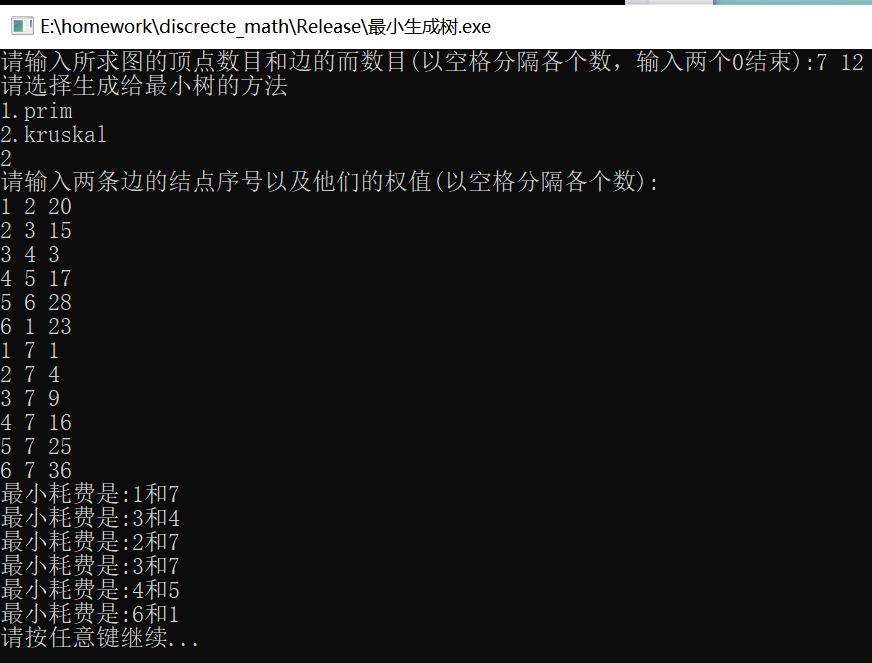 E:\homework\discrecte_math\Release\最小生成树.exe
请输入所求图的顶点数目和边的而数目(以空格分隔各个数，输入两个0结束):7 12
请选择生成给最小树的方法
1.prim
2.kruskal
2
请输入两条边的结点序号以及他们的权值(以空格分隔各个数):
1 2 20
2 3 15
3 4 3
4 5 17
5 6 28
6 1 23
1 7 1
2 7 4
3 7 9
4 7 16
5 7 25
6 7 36
最小耗费是:1和7
最小耗费是:3和4
最小耗费是:2和7
最小耗费是:3和7
最小耗费是:4和5
最小耗费是:6和1
请按任意键继续...